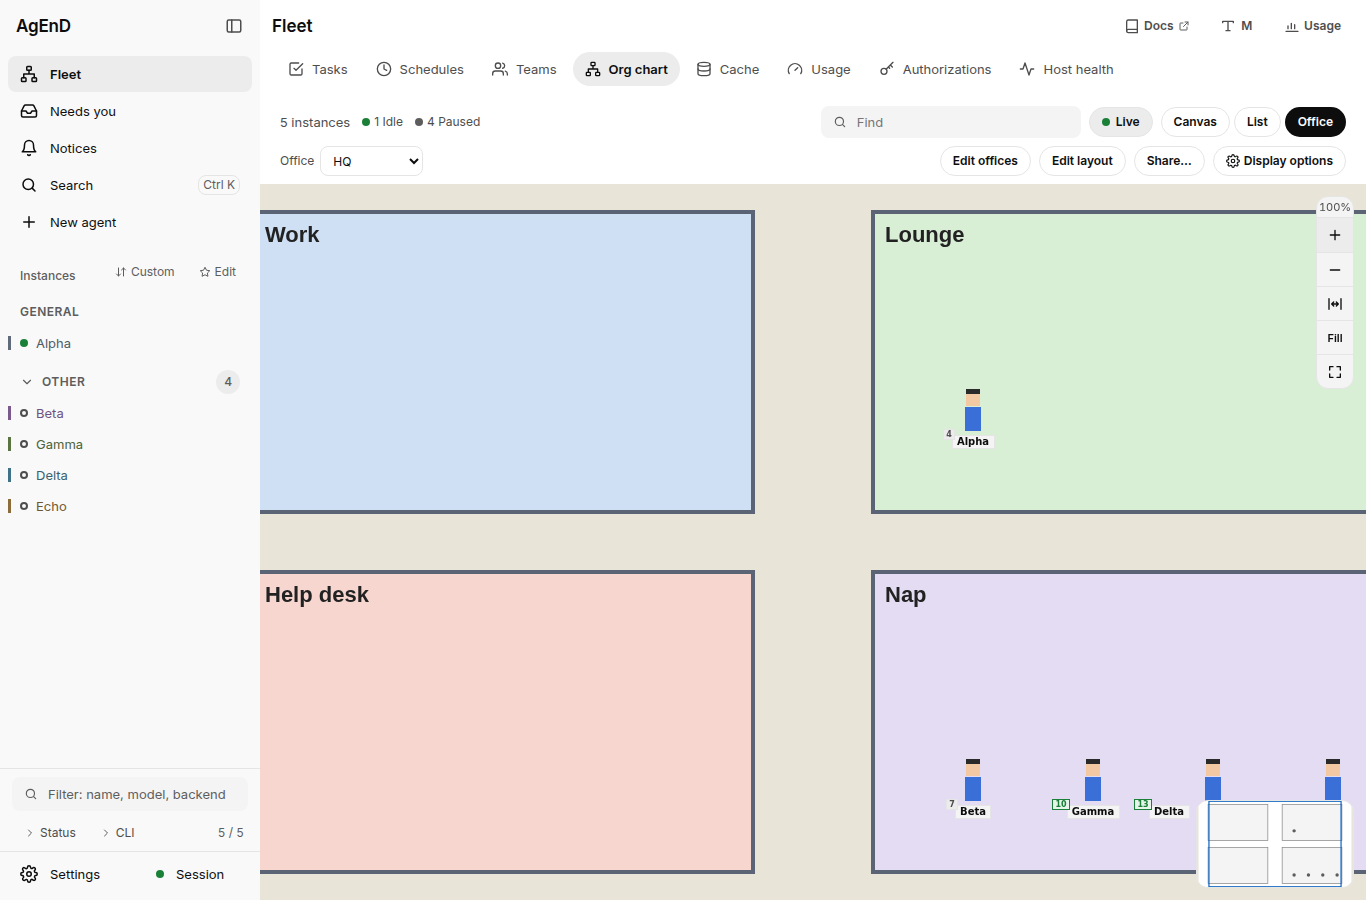 AgEnD
Fleet
Needs you
Notices
Search
Ctrl K
New agent
Instances
Custom
Edit
GENERAL
Alpha
OTHER
4
Beta
Gamma
Delta
Echo
Filter: name, model, backend
Status
CLI
5 / 5
Settings
Session
Fleet
Docs
M
Usage
Tasks
Schedules
Teams
Org chart
Cache
Usage
Authorizations
Host health
5 instances
1 Idle
4 Paused
Find
Live
Canvas
List
Office
Office
HQ
Edit offices
Edit layout
Share...
Display options
Work
Lounge
100%
Fill
4
Alpha
Help desk
Nap
7
Beta
10
Gamma
13
Delta